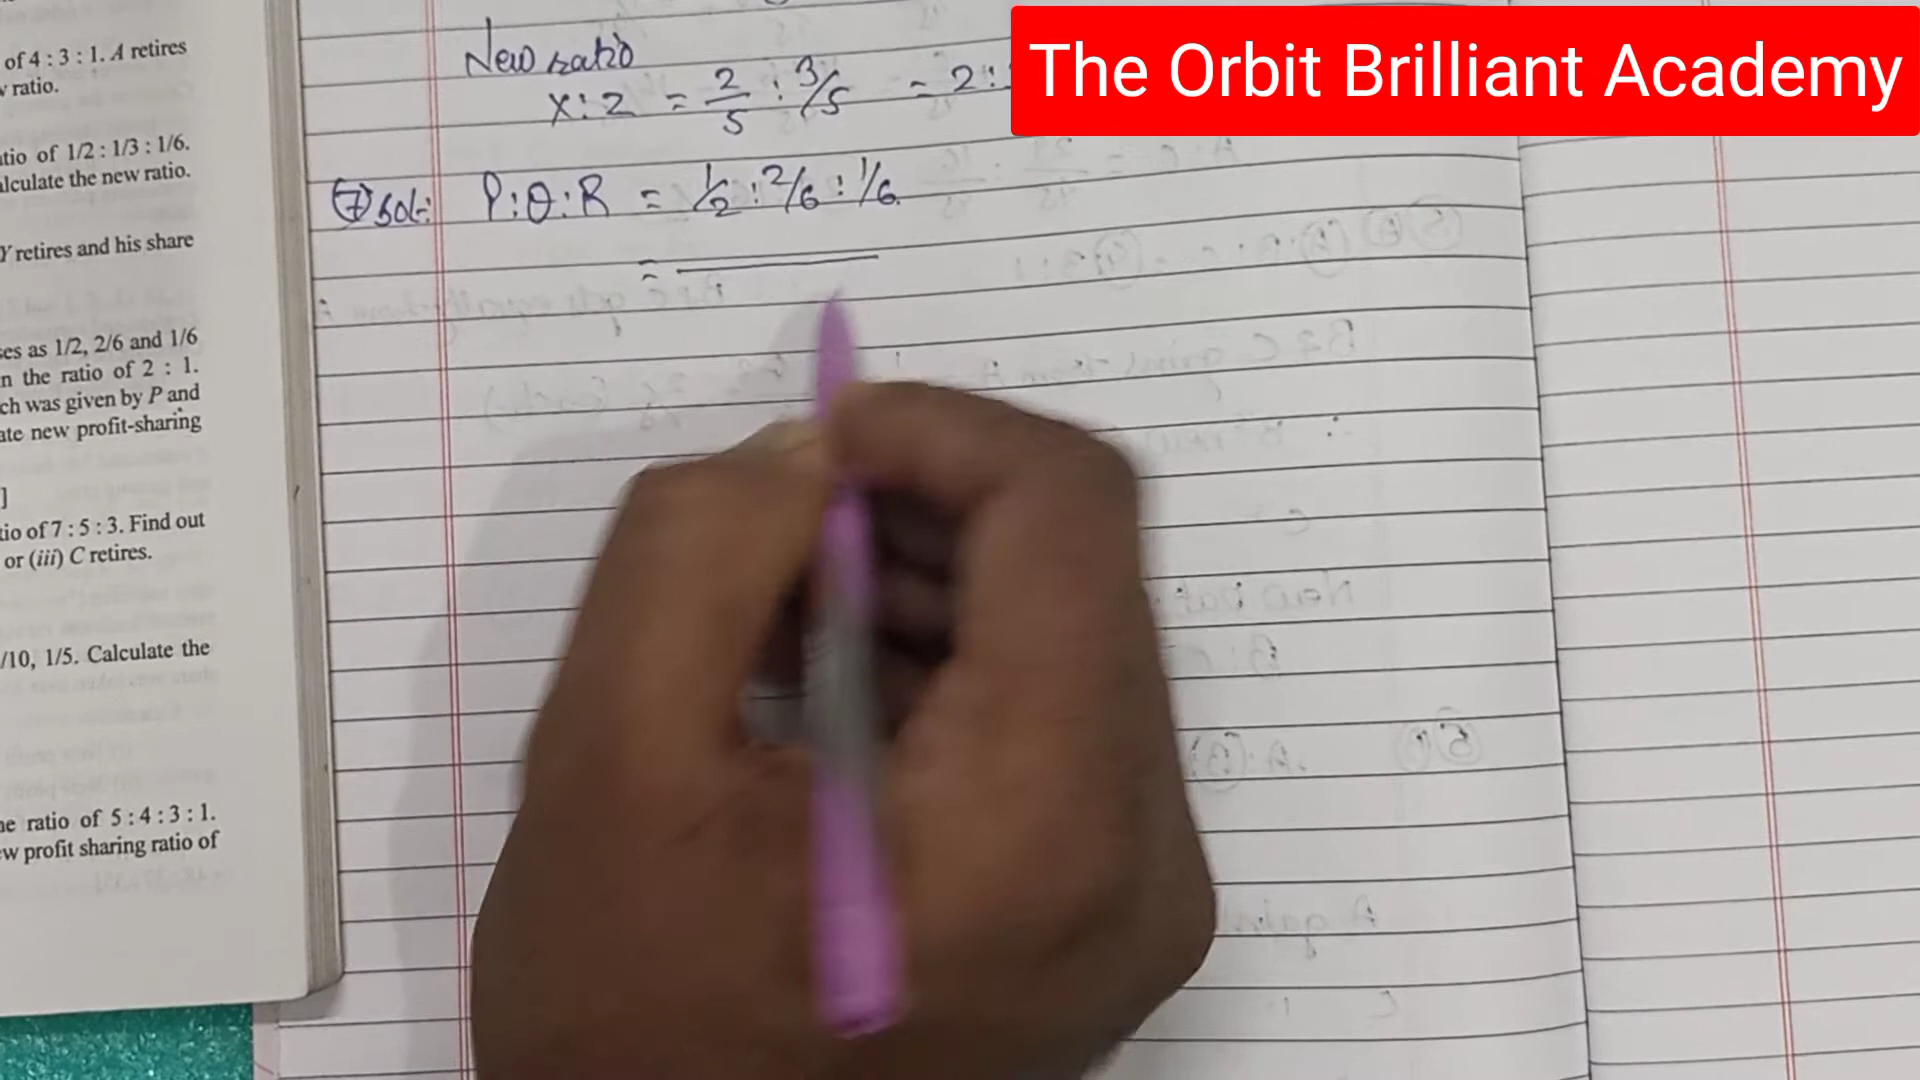 The Orbit Brilliant Academy
of 4 : 3 : 1. A retires
ratio.
tio of 1/2 : 1/3 : 1/6.
alculate the new ratio.
Y retires and his share
es as 1/2, 2/6 and 1/6
n the ratio of 2 : 1.
ch was given by P and
ate new profit-sharing
]
tio of 7 : 5 : 3. Find out
or (iii) C retires.
/10, 1/5. Calculate the
he ratio of 5 : 4 : 3 : 1.
w profit sharing ratio of
New ratio
X : Z = 2/5 : 3/5 = 2 :
⑦ Sol: P : Q : R = 1/2 : 2/6 : 1/6
=